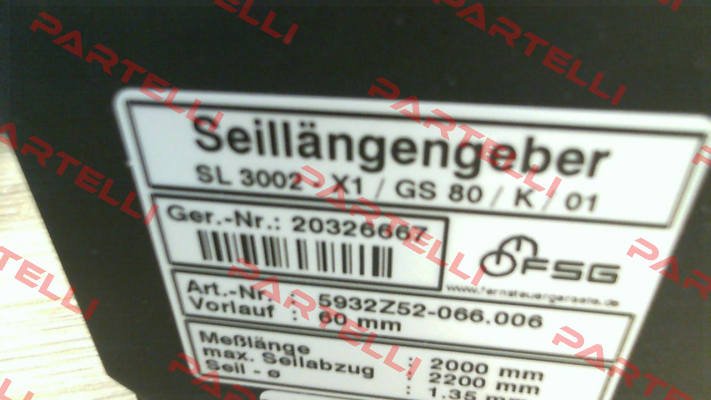 Seillängengeber
SL 3002 - X1 / GS 80 / K / 01
Ger.-Nr.: 20326667
FSG
www.fernsteuergeraete.de
Art.-Nr. : 5932Z52-066.006
Vorlauf : 60 mm
Meßlänge : 2000 mm
max. Seilabzug : 2200 mm
Seil - ø : 1.35 mm
PARTELLI
PARTELLI
PARTELLI
PARTELLI
PARTELLI
PARTELLI
PARTELLI